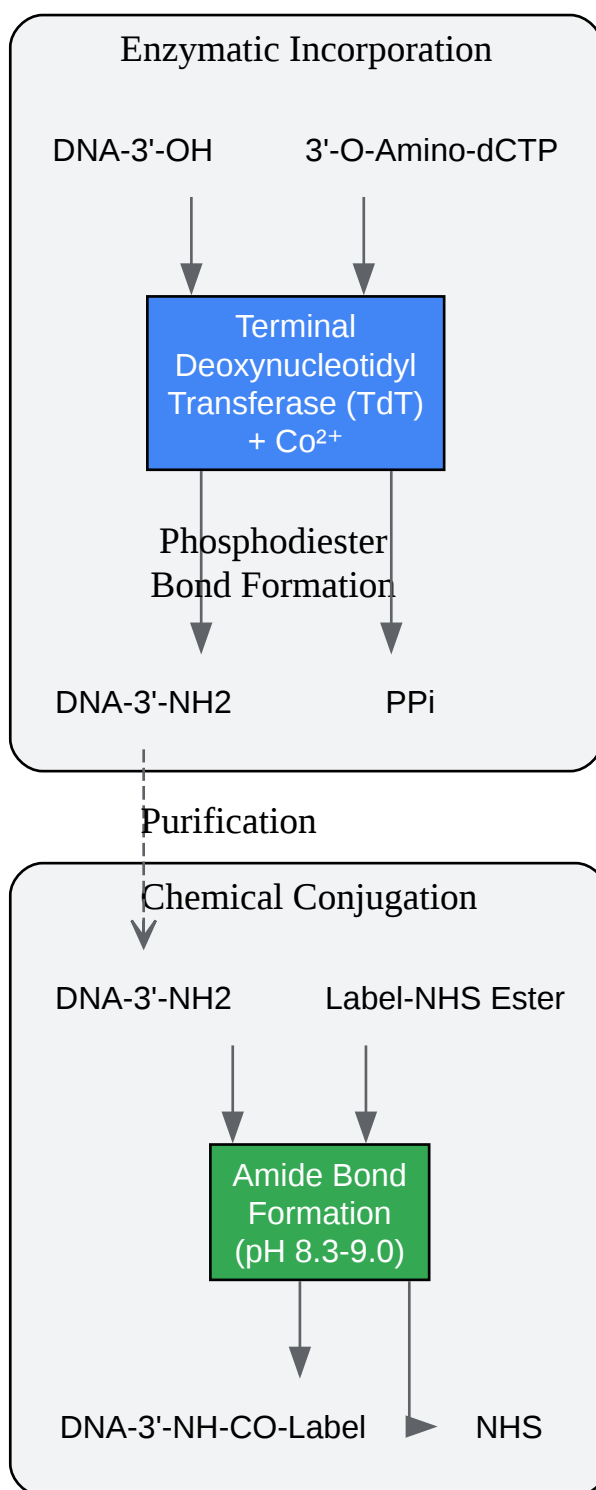 Enzymatic Incorporation
DNA-3'-OH
3'-O-Amino-dCTP
Terminal
Deoxynucleotidyl
Transferase (TdT)
+ Co²⁺
Phosphodiester
Bond Formation
DNA-3'-NH2
PPi
Purification
Chemical Conjugation
DNA-3'-NH2
Label-NHS Ester
Amide Bond
Formation
(pH 8.3-9.0)
DNA-3'-NH-CO-Label
NHS